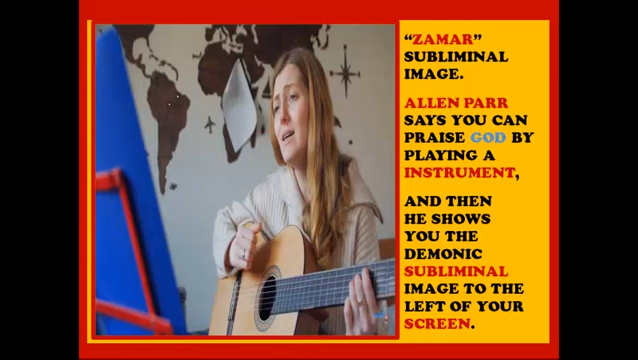 “ZAMAR”
SUBLIMINAL
IMAGE.
ALLEN PARR
SAYS YOU CAN
PRAISE GOD BY
PLAYING A
INSTRUMENT,
AND THEN
HE SHOWS
YOU THE
DEMONIC
SUBLIMINAL
IMAGE TO THE
LEFT OF YOUR
SCREEN.